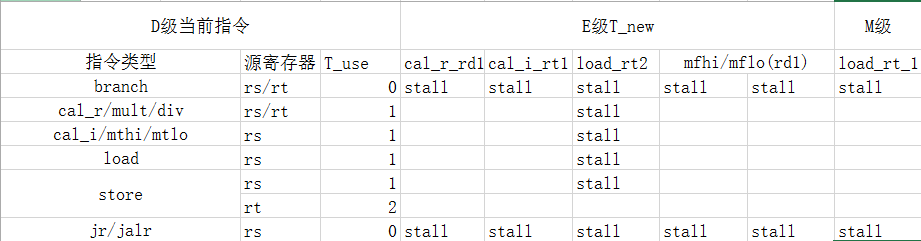 D级当前指令 E级T_new M级
指令类型 源寄存器 T_use cal_r_rd1 cal_i_rt1 load_rt2 mfhi/mflo(rd1) load_rt_1
branch rs/rt 0 stall stall stall stall stall stall
cal_r/mult/div rs/rt 1 stall
cal_i/mthi/mtlo rs 1 stall
load rs 1 stall
store rs 1 stall
rt 2
jr/jalr rs 0 stall stall stall stall stall stall